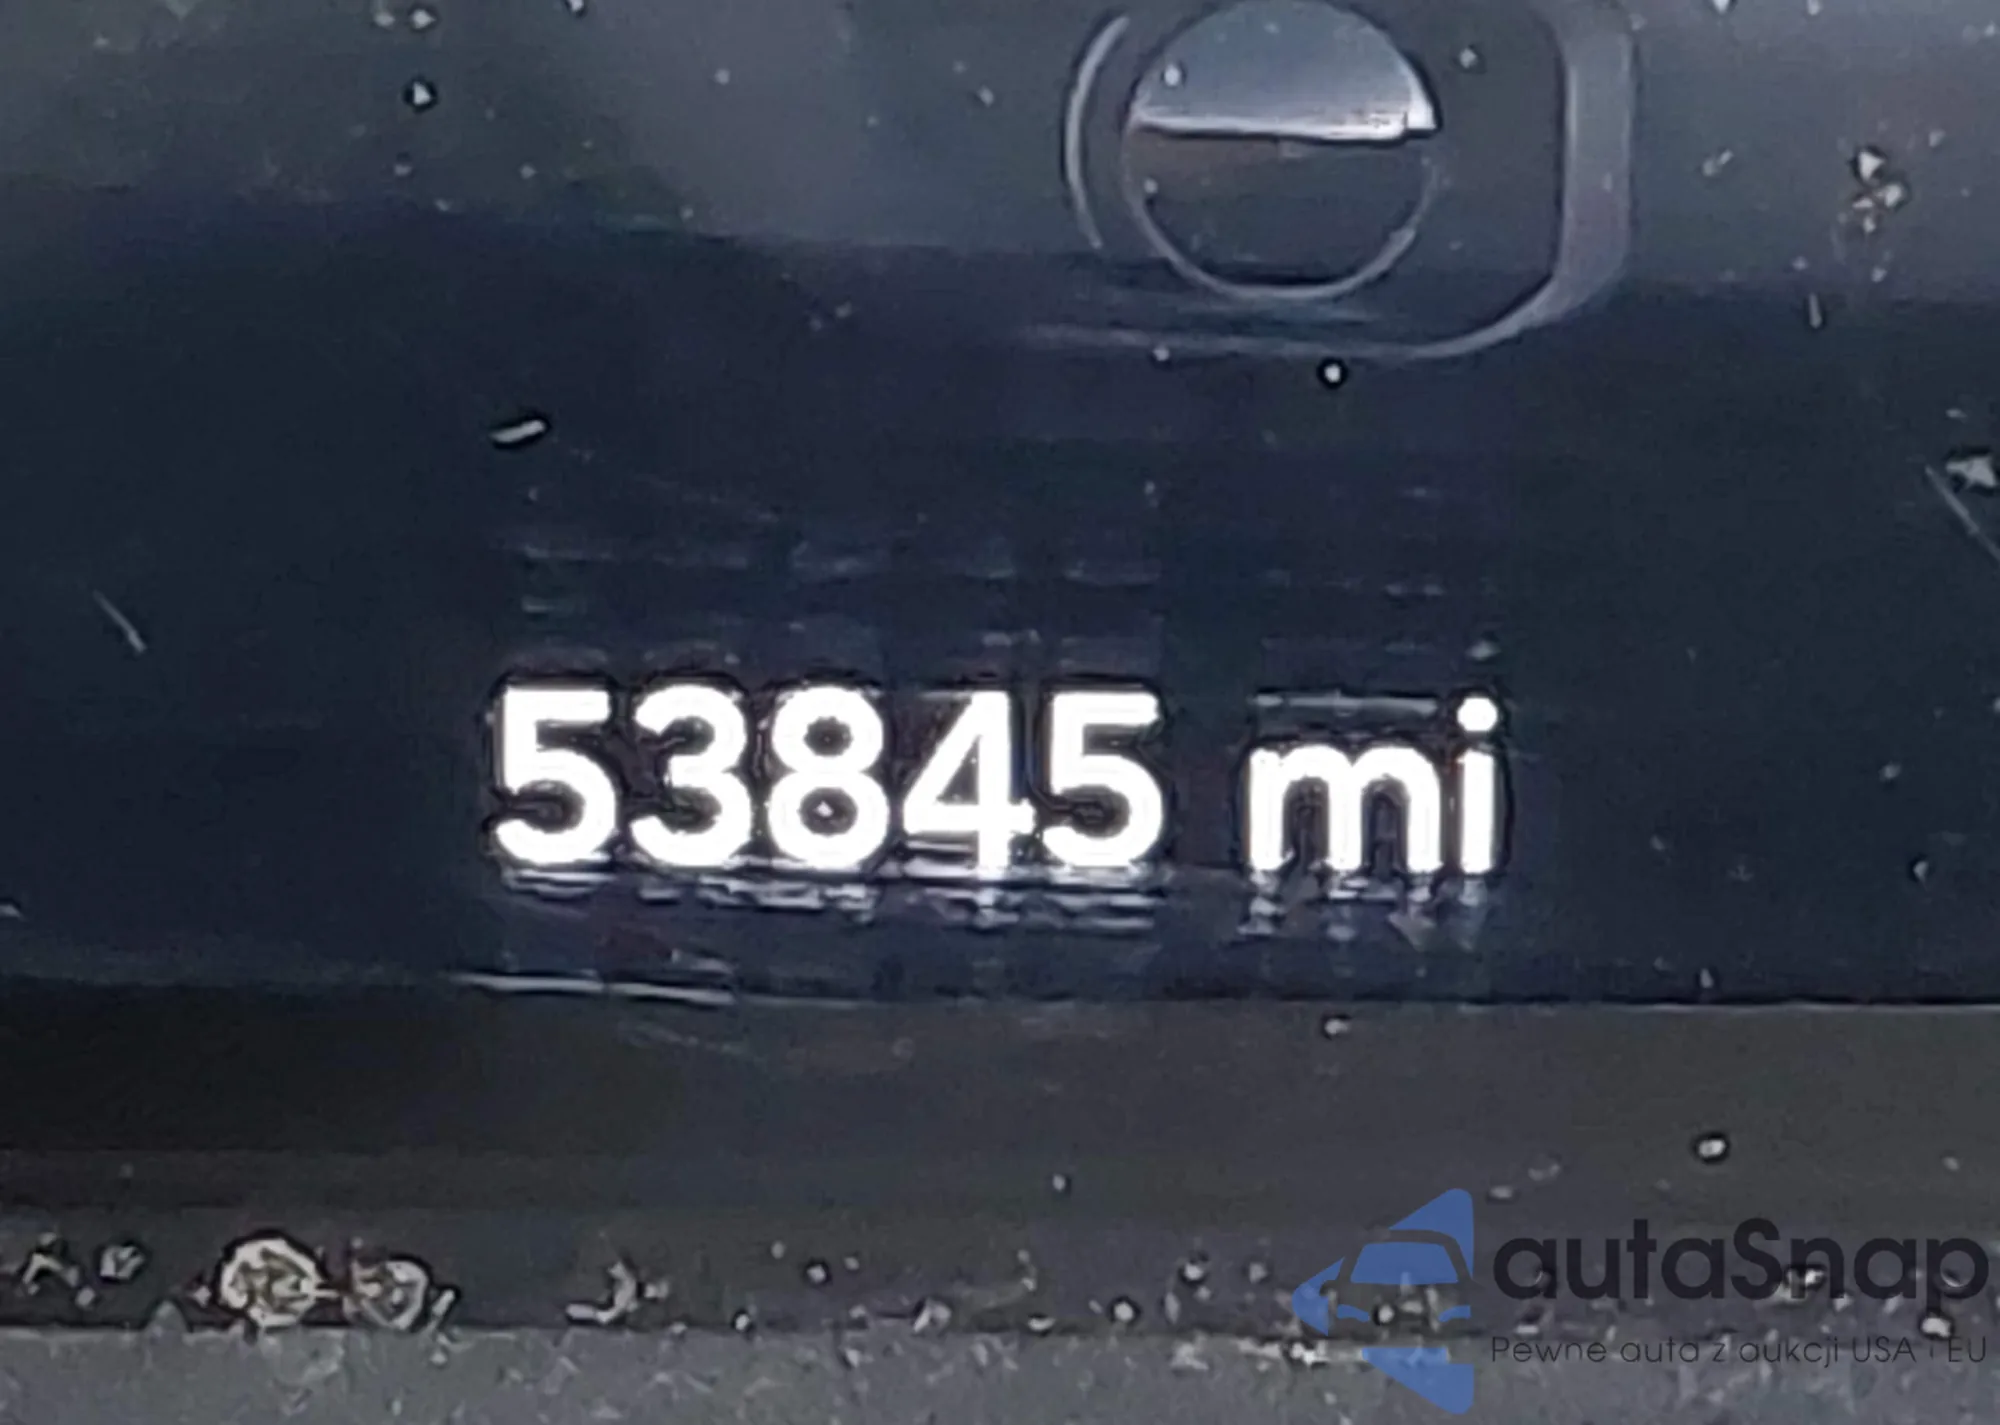 53845 mi
autaSnap
Pewne auta z aukcji USA i EU